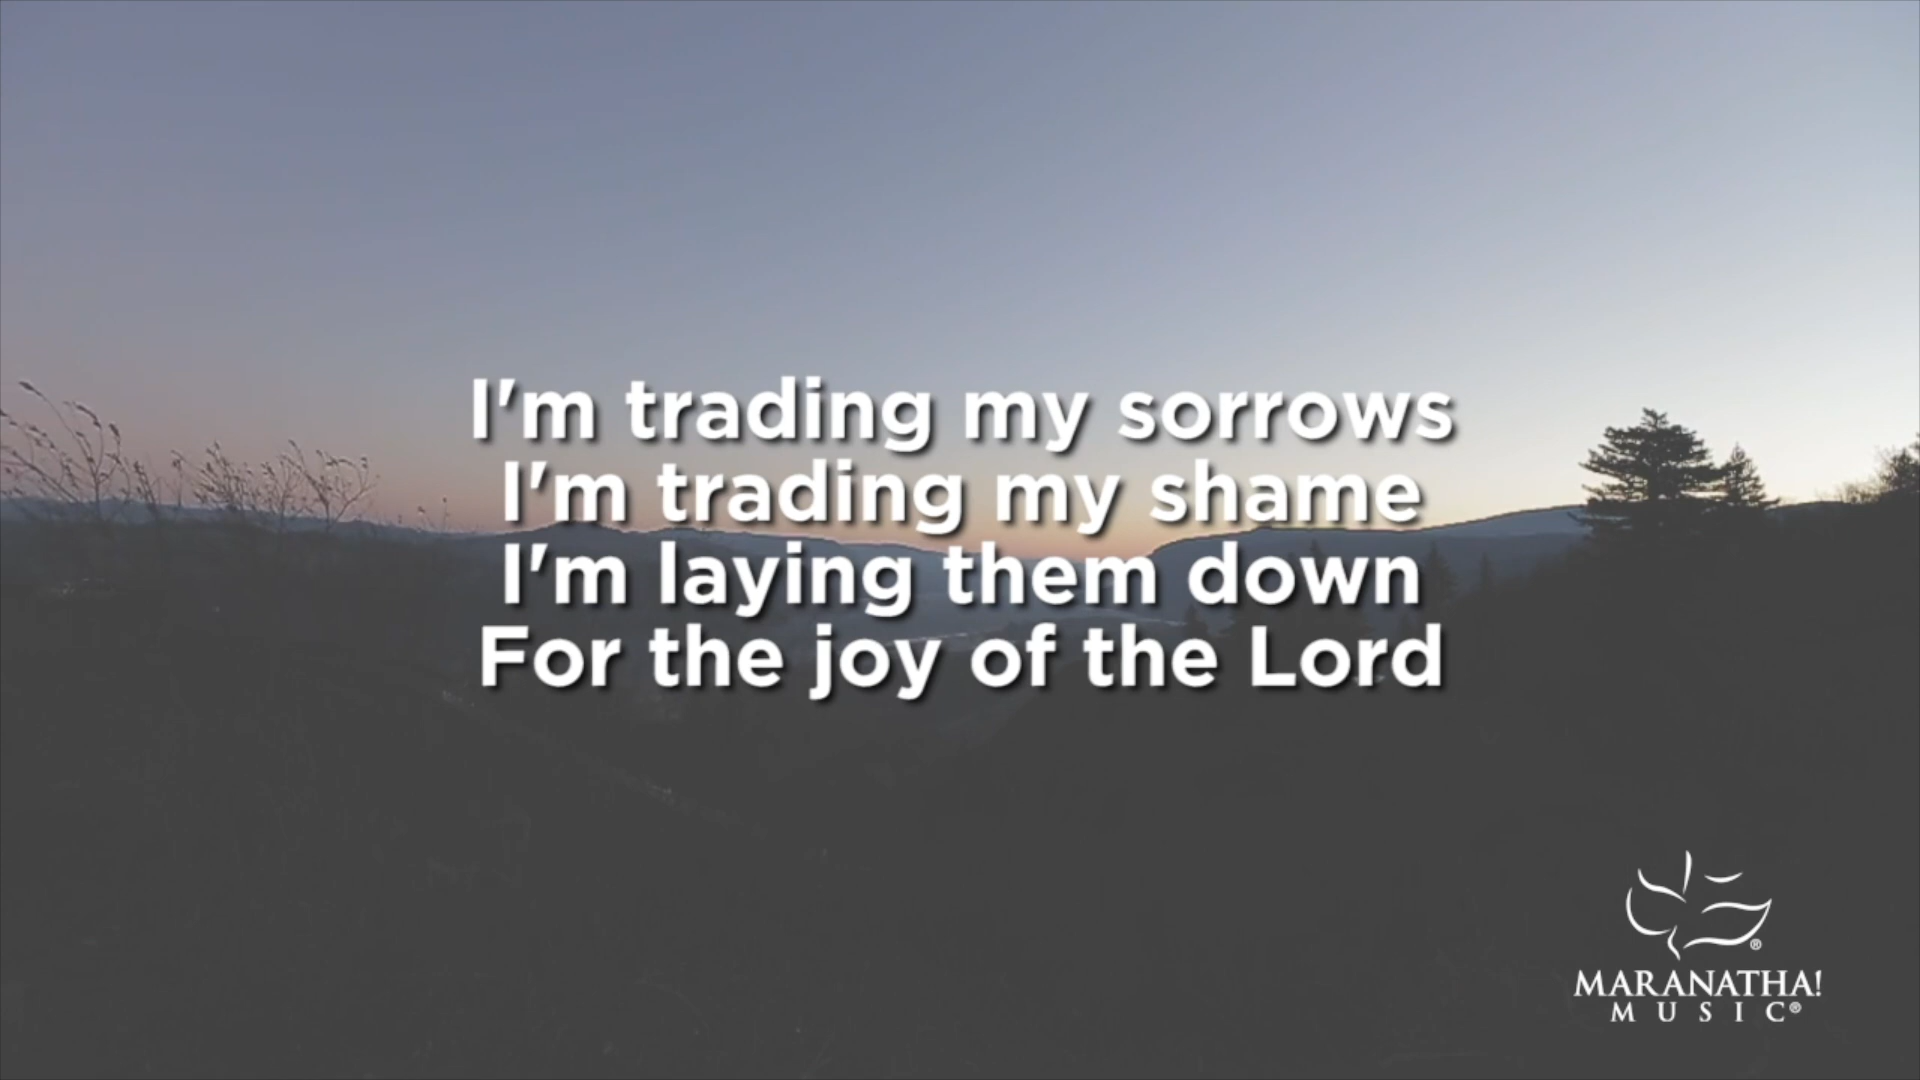 I'm trading my sorrows
I'm trading my shame
I'm laying them down
For the joy of the Lord
®
MARANATHA!
MUSIC®